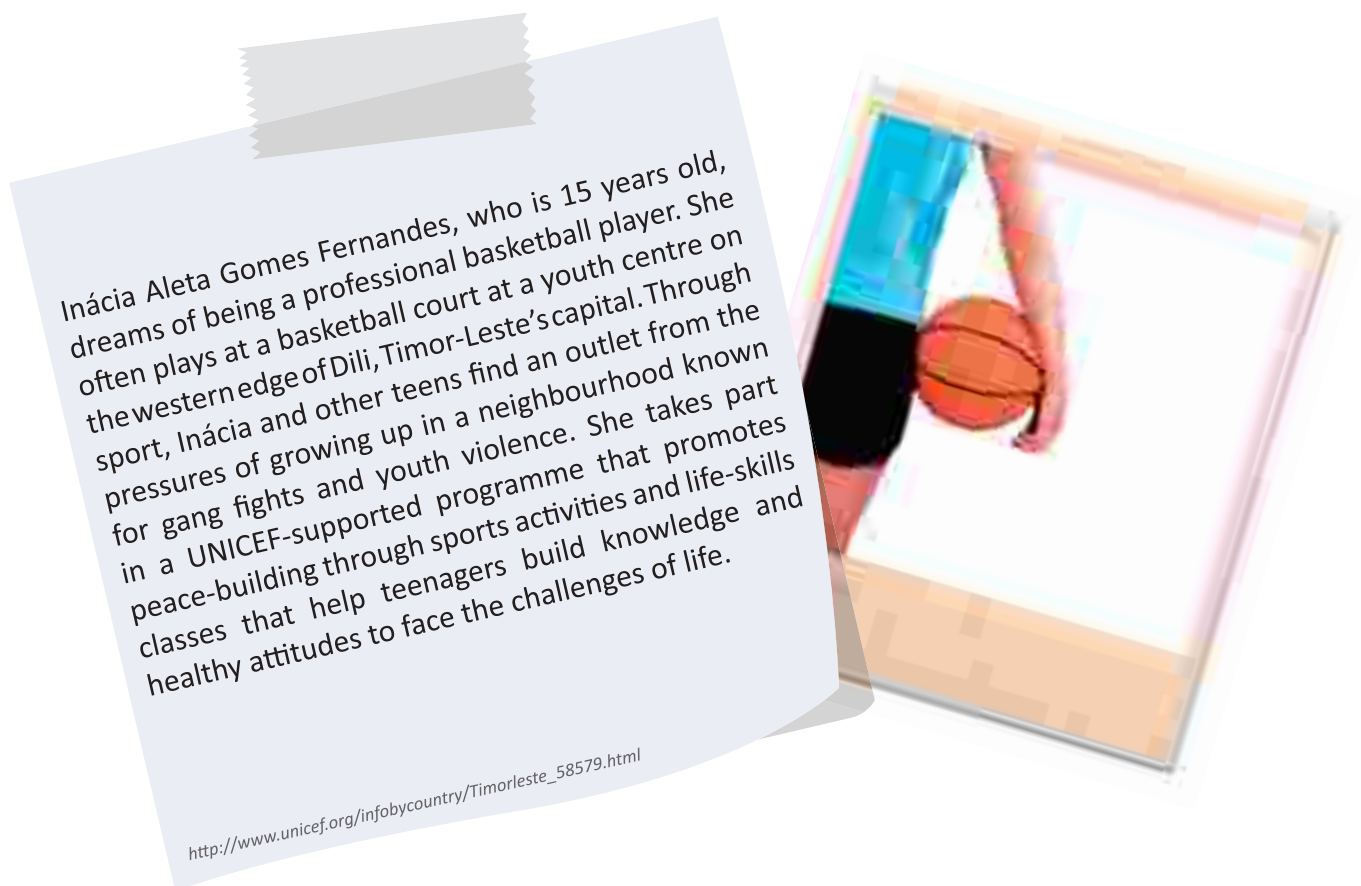 Inácia Aleta Gomes Fernandes, who is 15 years old,
dreams of being a professional basketball player. She
often plays at a basketball court at a youth centre on
the western edge of Dili, Timor-Leste’s capital. Through
sport, Inácia and other teens find an outlet from the
pressures of growing up in a neighbourhood known
for gang fights and youth violence. She takes part
in a UNICEF-supported programme that promotes
peace-building through sports activities and life-skills
classes that help teenagers build knowledge and
healthy attitudes to face the challenges of life.
http://www.unicef.org/infobycountry/Timorleste_58579.html